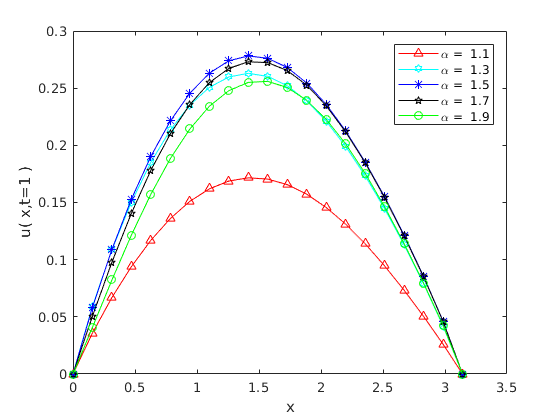 0.3
0.25
0.2
0.15
0.1
0.05
0
u( x,t=1 )
0 0.5 1 1.5 2 2.5 3 3.5
x
α = 1.1
α = 1.3
α = 1.5
α = 1.7
α = 1.9